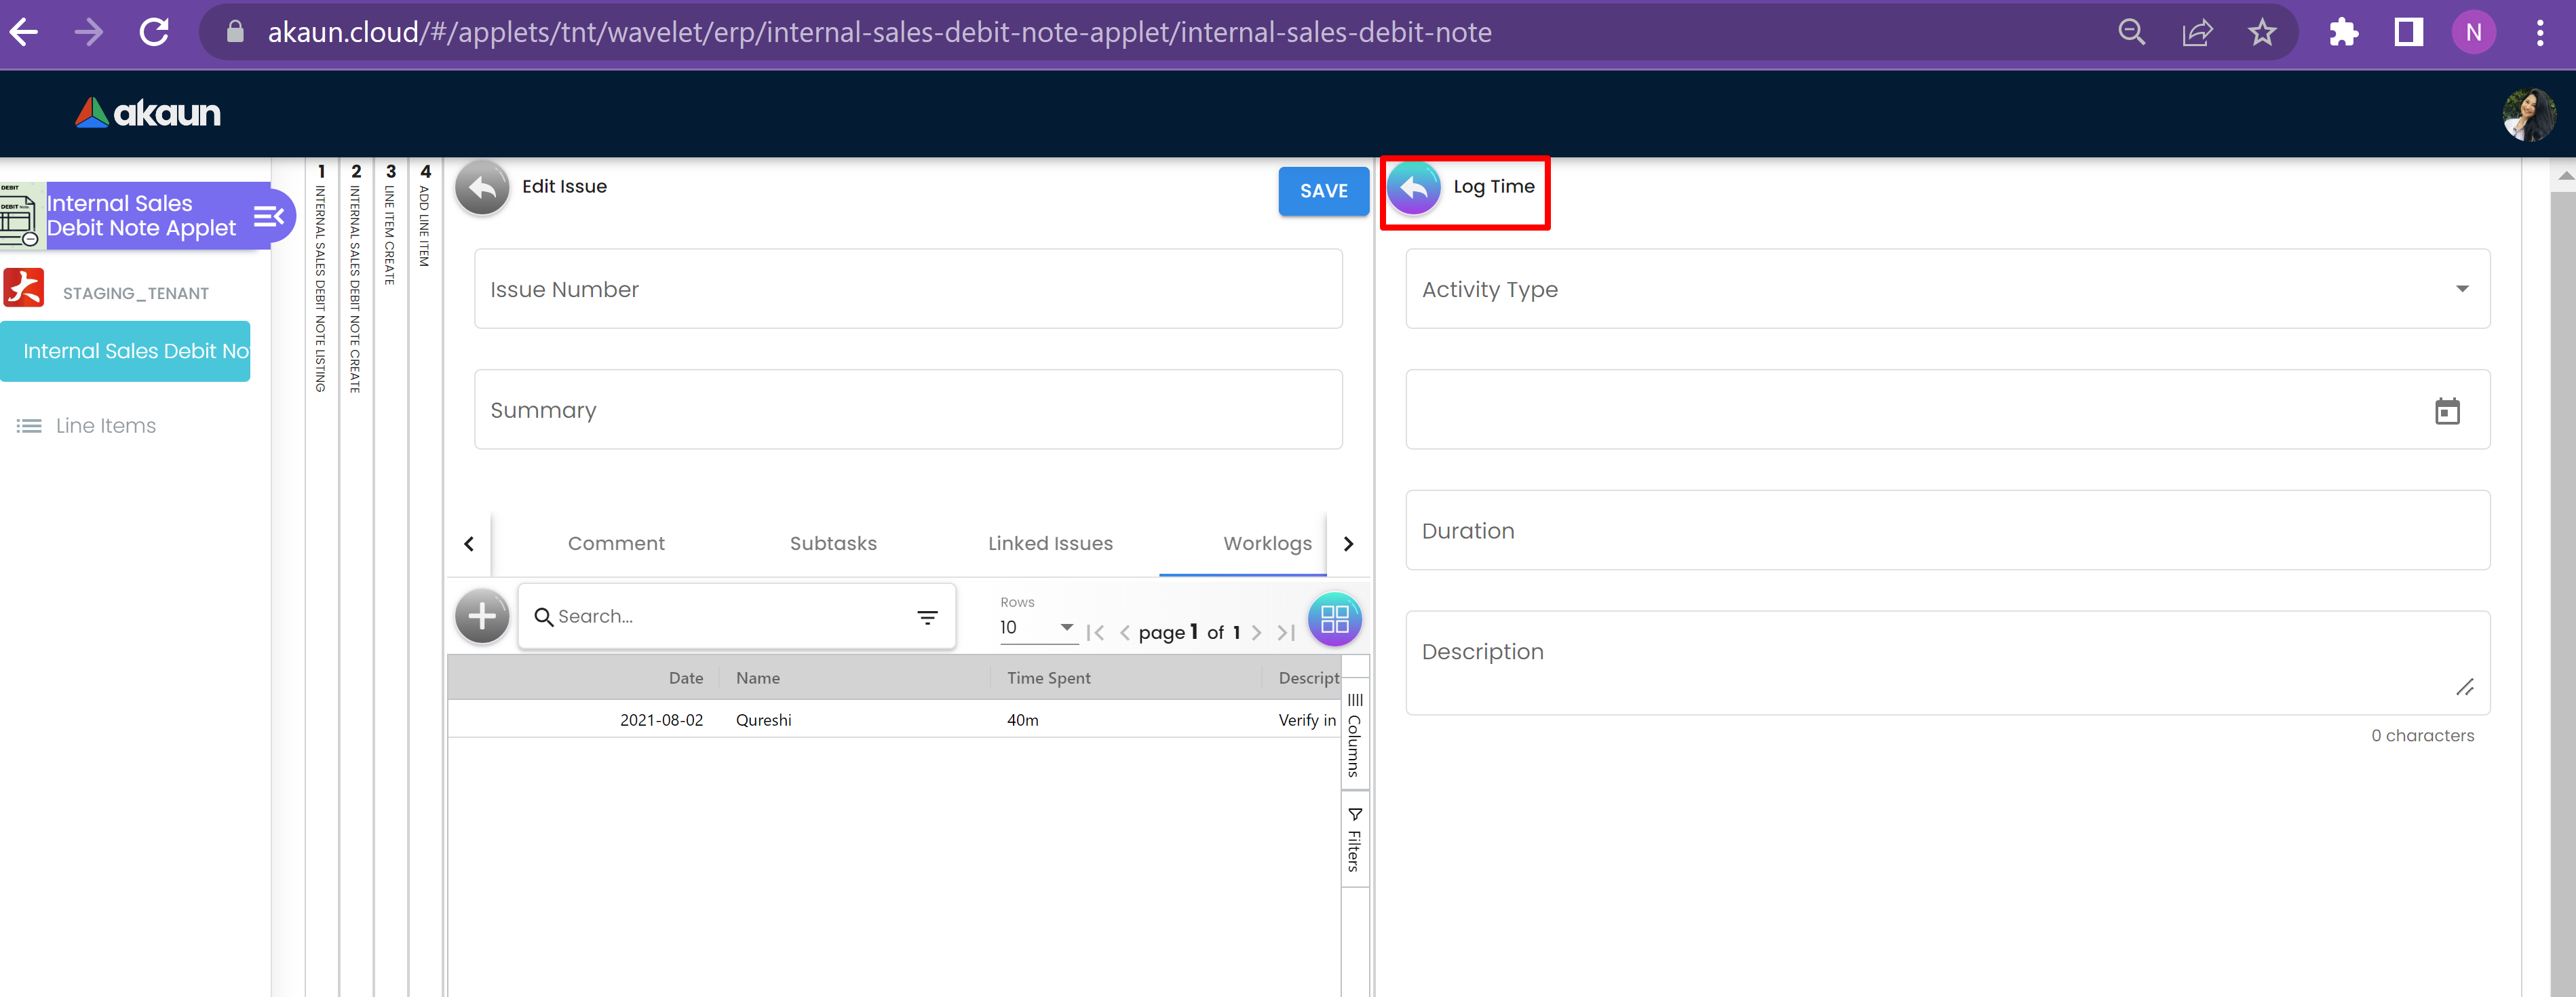 akaun.cloud/#/applets/tnt/wavelet/erp/internal-sales-debit-note-applet/internal-sales-debit-note
N
akaun
DEBIT
DEBIT Note
Internal Sales
Debit Note Applet
STAGING_TENANT
Internal Sales Debit No
Line Items
1 INTERNAL SALES DEBIT NOTE LISTING
2 INTERNAL SALES DEBIT NOTE CREATE
3 LINE ITEM CREATE
4 ADD LINE ITEM
Edit Issue
SAVE
Issue Number
Summary
Comment Subtasks Linked Issues Worklogs
Search...
Rows
10
page 1 of 1
Date Name Time Spent Descript
2021-08-02 Qureshi 40m Verify in
Columns
Filters
Log Time
Activity Type
Duration
Description
0 characters